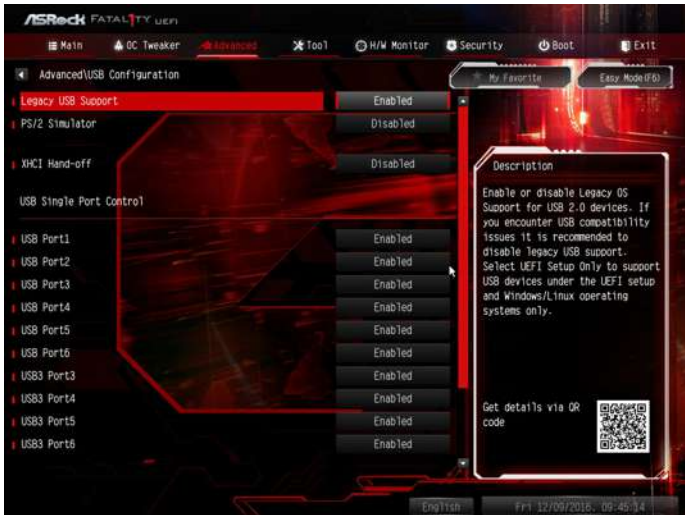 ASRock FATAL1TY UEFI
Main OC Tweaker Advanced Tool H/W Monitor Security Boot Exit
Advanced\USB Configuration
My Favorite Easy Mode(F6)
Legacy USB Support Enabled
PS/2 Simulator Disabled
XHCI Hand-off Disabled
USB Single Port Control
USB Port1 Enabled
USB Port2 Enabled
USB Port3 Enabled
USB Port4 Enabled
USB Port5 Enabled
USB Port6 Enabled
USB3 Port3 Enabled
USB3 Port4 Enabled
USB3 Port5 Enabled
USB3 Port6 Enabled
Description
Enable or disable Legacy OS
Support for USB 2.0 devices. If
you encounter USB compatibility
issues it is recommended to
disable legacy USB support.
Select UEFI Setup Only to support
USB devices under the UEFI setup
and Windows/Linux operating
systems only.
Get details via QR
code
English Fri 12/09/2016, 09:45:14